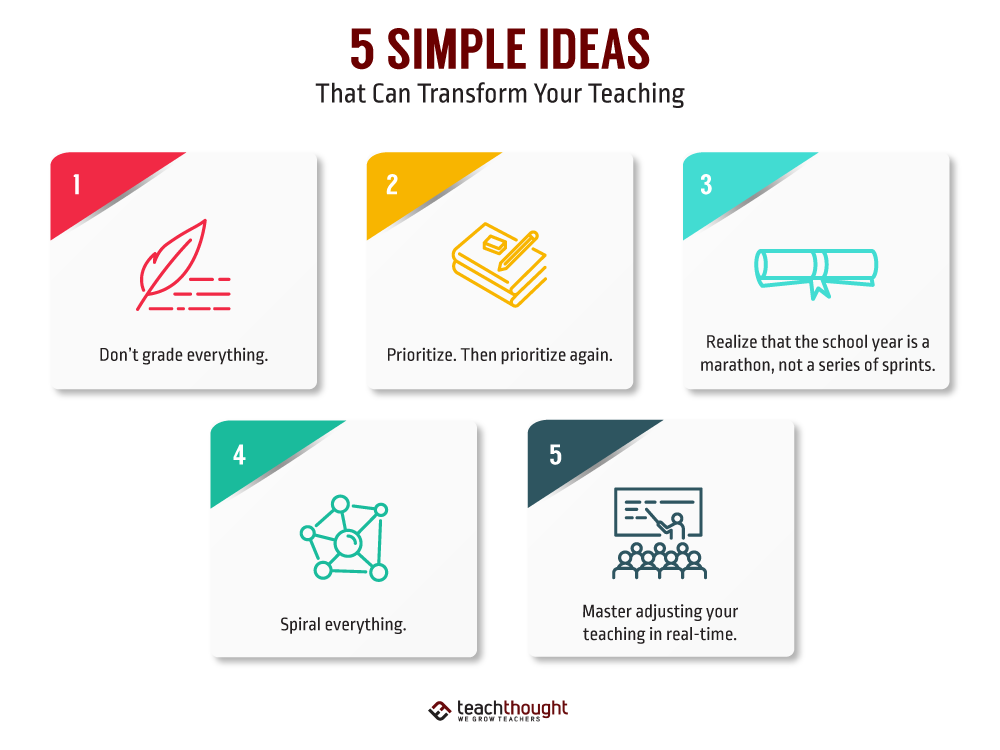 5 SIMPLE IDEAS
That Can Transform Your Teaching
1
Don't grade everything.
2
Prioritize. Then prioritize again.
3
Realize that the school year is a
marathon, not a series of sprints.
4
Spiral everything.
5
Master adjusting your
teaching in real-time.
teachthought
WE GROW TEACHERS